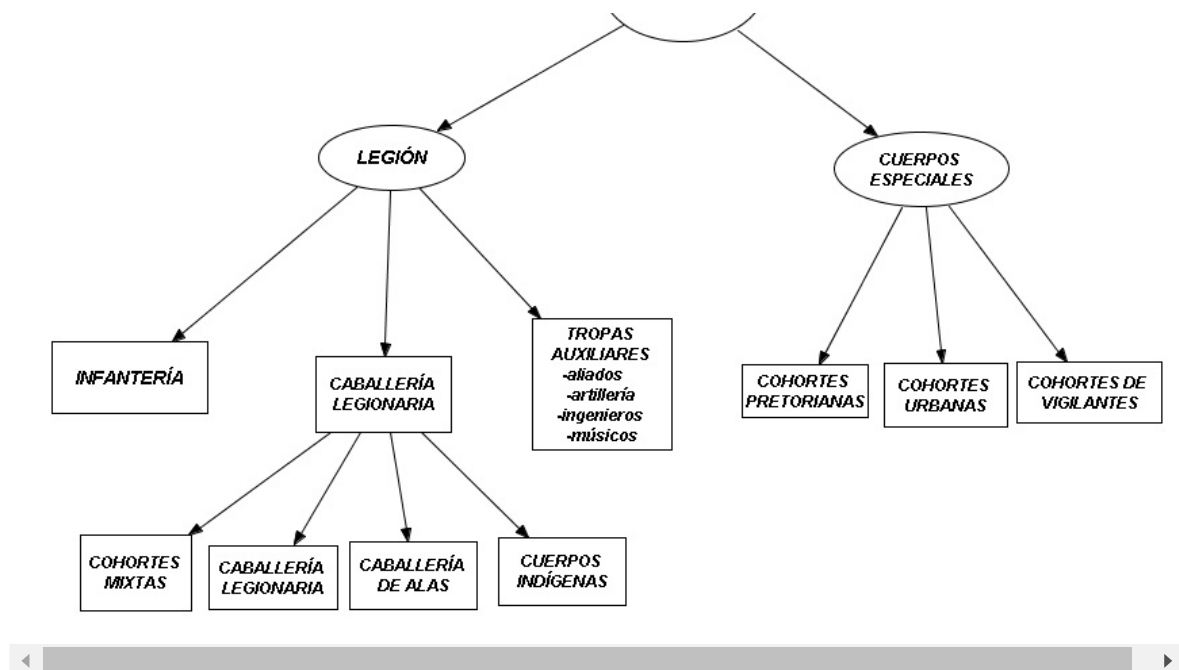 LEGIÓN
CUERPOS
ESPECIALES
INFANTERÍA
CABALLERÍA
LEGIONARIA
TROPAS
AUXILIARES
-aliados
-artillería
-ingenieros
-músicos
COHORTES
PRETORIANAS
COHORTES
URBANAS
COHORTES DE
VIGILANTES
COHORTES
MIXTAS
CABALLERÍA
LEGIONARIA
CABALLERÍA
DE ALAS
CUERPOS
INDÍGENAS